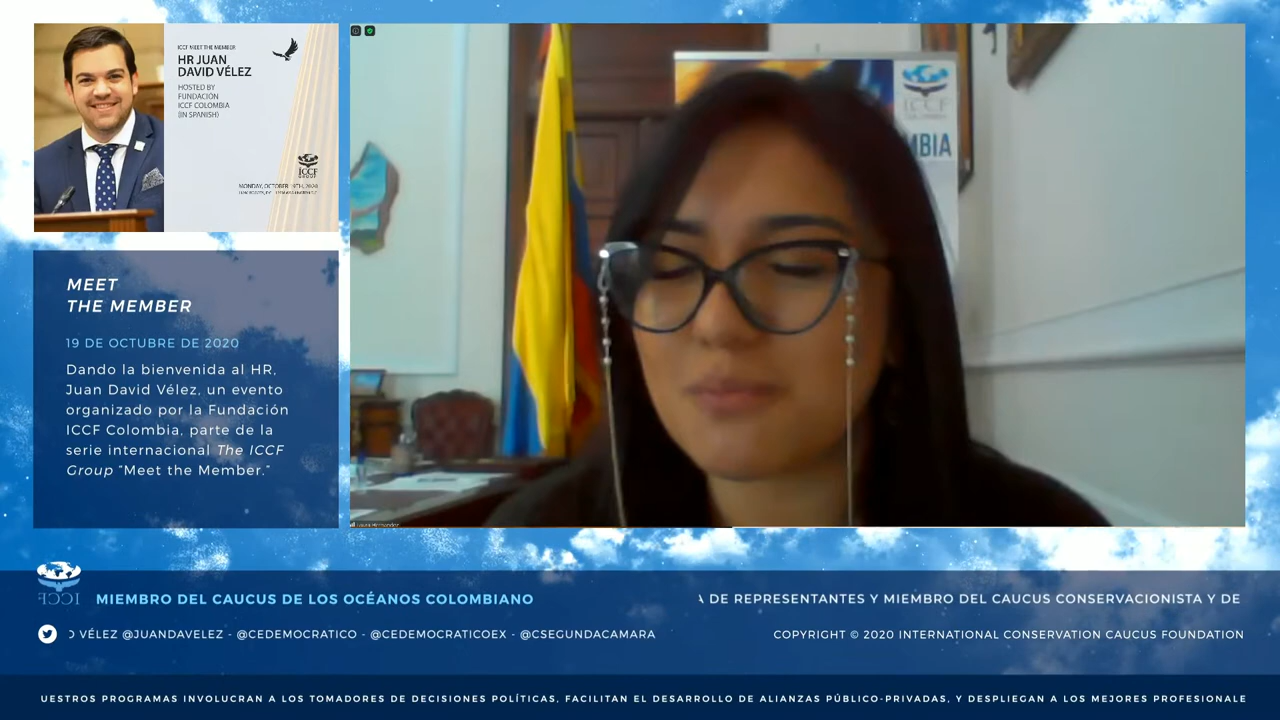 ICCF MEET THE MEMBER
HR JUAN
DAVID VÉLEZ
HOSTED BY
FUNDACIÓN
ICCF COLOMBIA
(IN SPANISH)
ICCF
GROUP
MONDAY, OCTOBER 19TH, 2020
MEET
THE MEMBER
19 DE OCTUBRE DE 2020
Dando la bienvenida al HR,
Juan David Vélez, un evento
organizado por la Fundación
ICCF Colombia, parte de la
serie internacional The ICCF
Group "Meet the Member."
ICCF
MBIA
ICCF
MIEMBRO DEL CAUCUS DE LOS OCÉANOS COLOMBIANO
A DE REPRESENTANTES Y MIEMBRO DEL CAUCUS CONSERVACIONISTA Y DE
O VÉLEZ @JUANDAVELEZ - @CEDEMOCRATICO - @CEDEMOCRATICOEX - @CSEGUNDACAMARA
COPYRIGHT © 2020 INTERNATIONAL CONSERVATION CAUCUS FOUNDATION
UESTROS PROGRAMAS INVOLUCRAN A LOS TOMADORES DE DECISIONES POLÍTICAS, FACILITAN EL DESARROLLO DE ALIANZAS PÚBLICO-PRIVADAS, Y DESPLIEGAN A LOS MEJORES PROFESIONALE